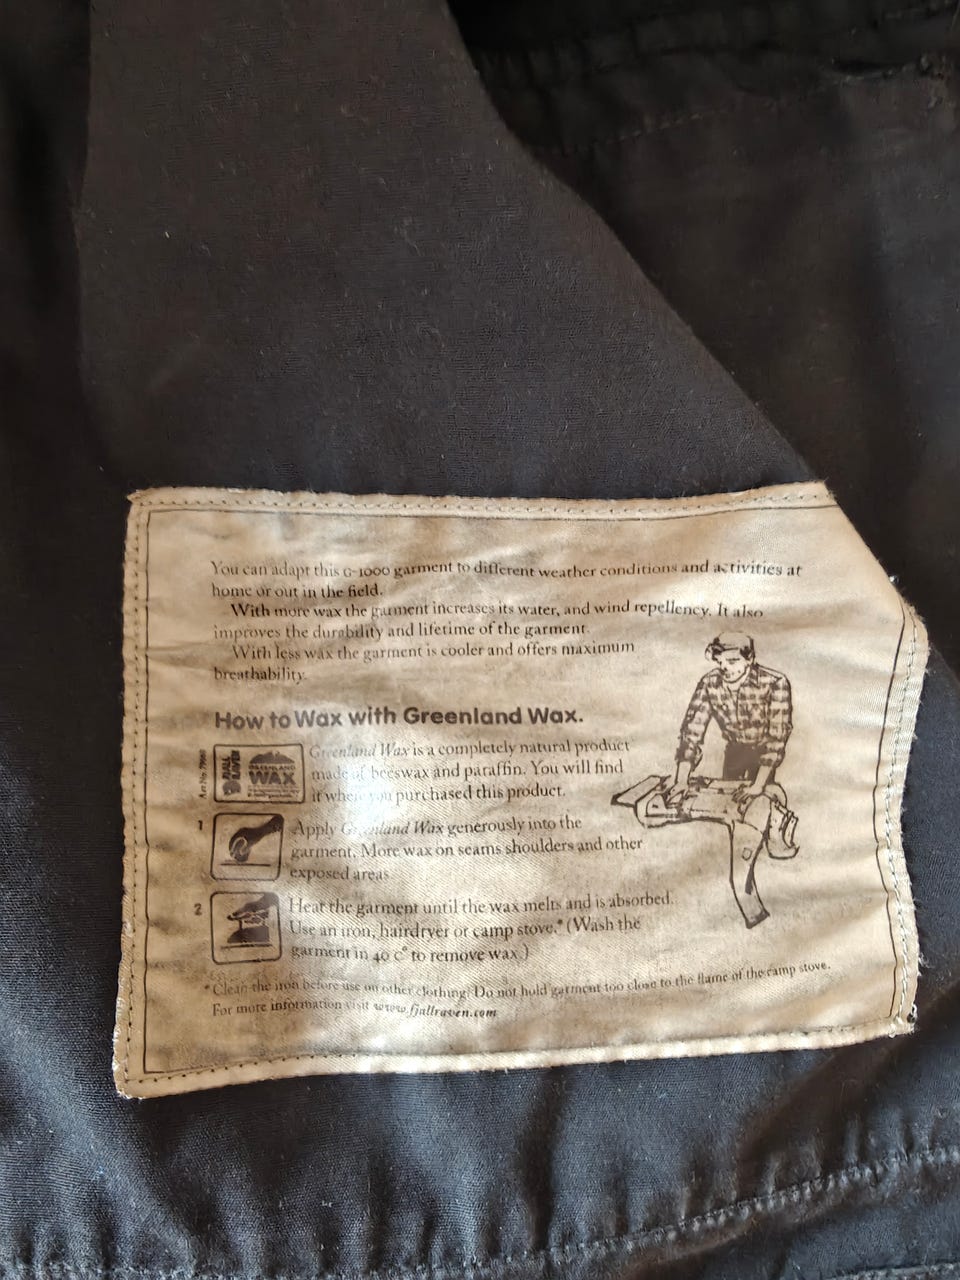 You can adapt this G-1000 garment to different weather conditions and activities at
home or out in the field.
With more wax the garment increases its water, and wind repellency. It also
improves the durability and lifetime of the garment.
With less wax the garment is cooler and offers maximum
breathability.
How to Wax with Greenland Wax.
Art No. 7906
FJÄLL
RÄVEN
GREENLAND
WAX
Greenland Wax is a completely natural product
made of beeswax and paraffin. You will find
it where you purchased this product.
1
Apply Greenland Wax generously into the
garment. More wax on seams shoulders and other
exposed areas
2
Heat the garment until the wax melts and is absorbed.
Use an iron, hairdryer or camp stove.* (Wash the
garment in 40 c° to remove wax.)
*Clean the iron before use on other clothing. Do not hold garment too close to the flame of the camp stove.
For more information visit www.fjallraven.com